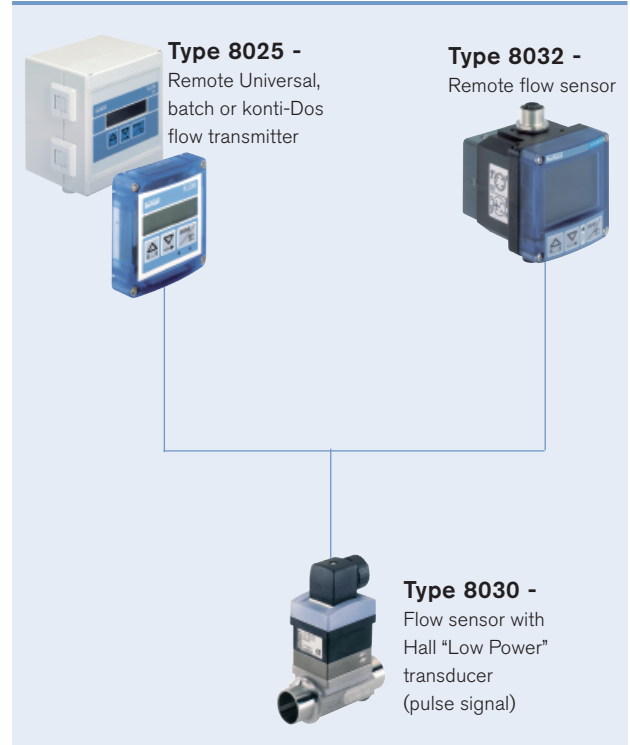 Type 8025 -
Remote Universal,
batch or konti-Dos
flow transmitter
Type 8032 -
Remote flow sensor
Type 8030 -
Flow sensor with
Hall “Low Power”
transducer
(pulse signal)